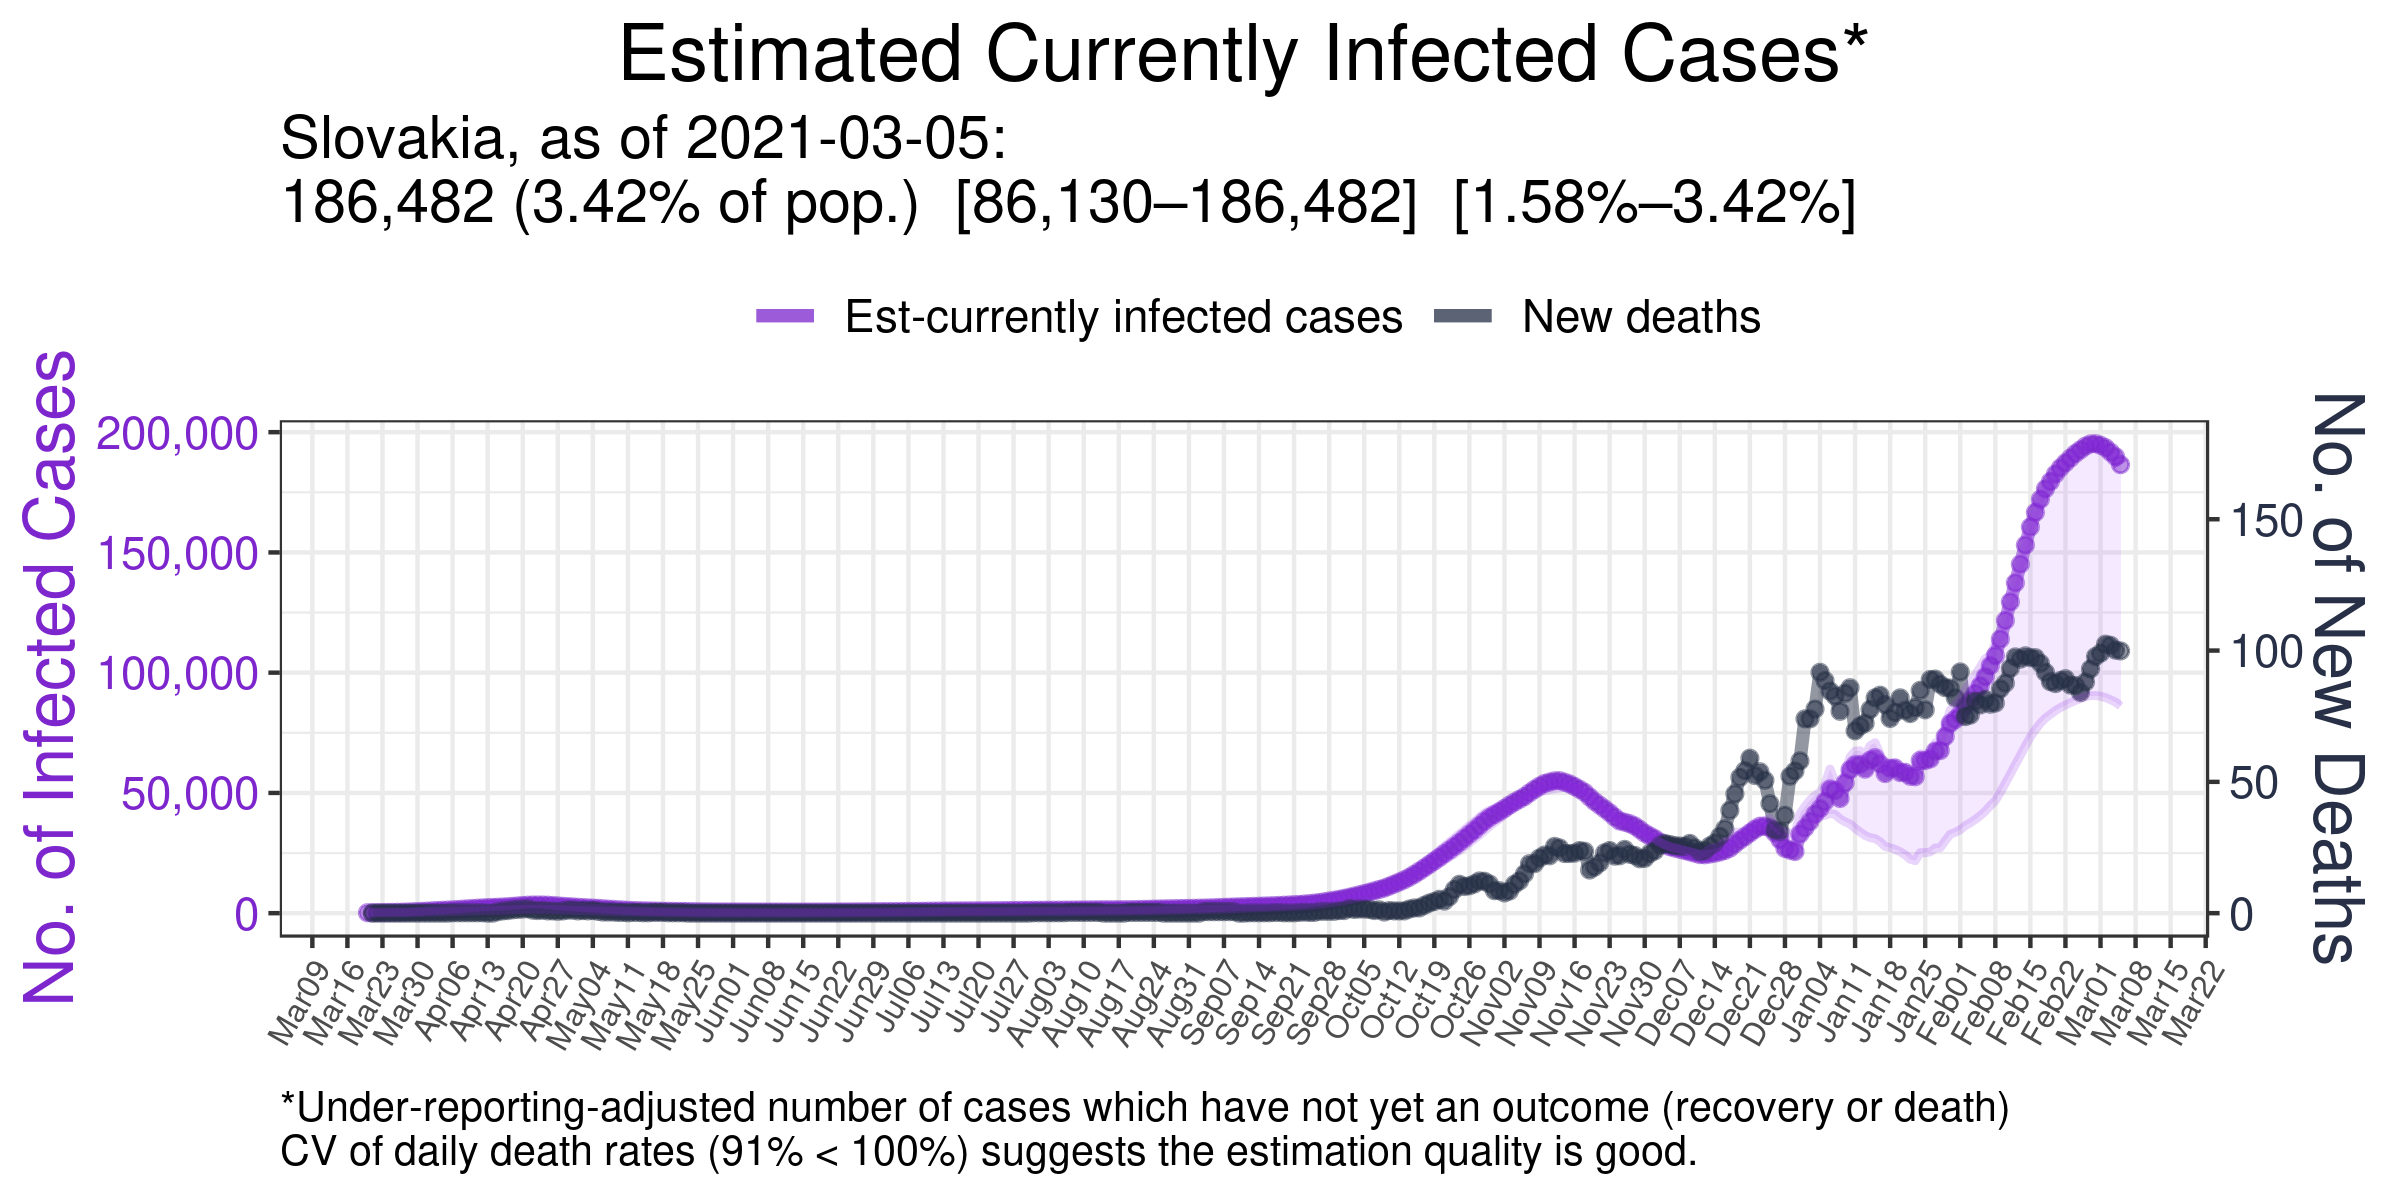 Estimated Currently Infected Cases*
Slovakia, as of 2021-03-05:
186,482 (3.42% of pop.)  [86,130–186,482]  [1.58%–3.42%]
Est-currently infected cases
New deaths
No. of Infected Cases
200,000
150,000
100,000
50,000
0
No. of New Deaths
150
100
50
0
Mar09
Mar16
Mar23
Mar30
Apr06
Apr13
Apr20
Apr27
May04
May11
May18
May25
Jun01
Jun08
Jun15
Jun22
Jun29
Jul06
Jul13
Jul20
Jul27
Aug03
Aug10
Aug17
Aug24
Aug31
Sep07
Sep14
Sep21
Sep28
Oct05
Oct12
Oct19
Oct26
Nov02
Nov09
Nov16
Nov23
Nov30
Dec07
Dec14
Dec21
Dec28
Jan04
Jan11
Jan18
Jan25
Feb01
Feb08
Feb15
Feb22
Mar01
Mar08
Mar15
Mar22
*Under-reporting-adjusted number of cases which have not yet an outcome (recovery or death)
CV of daily death rates (91% < 100%) suggests the estimation quality is good.